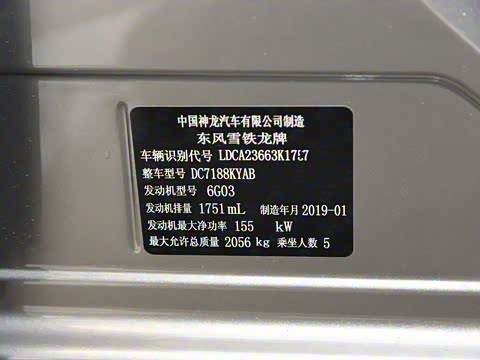 中国神龙汽车有限公司制造
东风雪铁龙牌
车辆识别代号
整车型号 DC7188KYAB
发动机型号 6G03
发动机排量 1751mL 制造年月 2019-01
发动机最大净功率 155 kW
最大允许总质量 2056 kg 乘坐人数 5